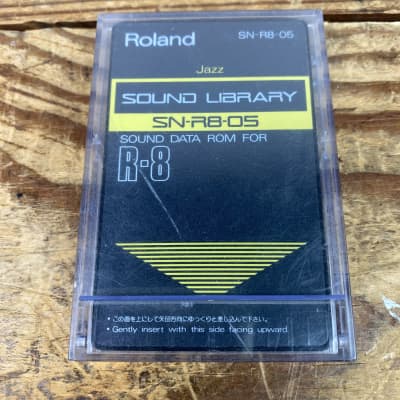 Roland SN-R8-05
Jazz
SOUND LIBRARY
SN-R8-05
SOUND DATA ROM FOR
R-8
・この面を上にして矢印方向にゆっくりと差し込んで下さい。
• Gently insert with this side facing upward.